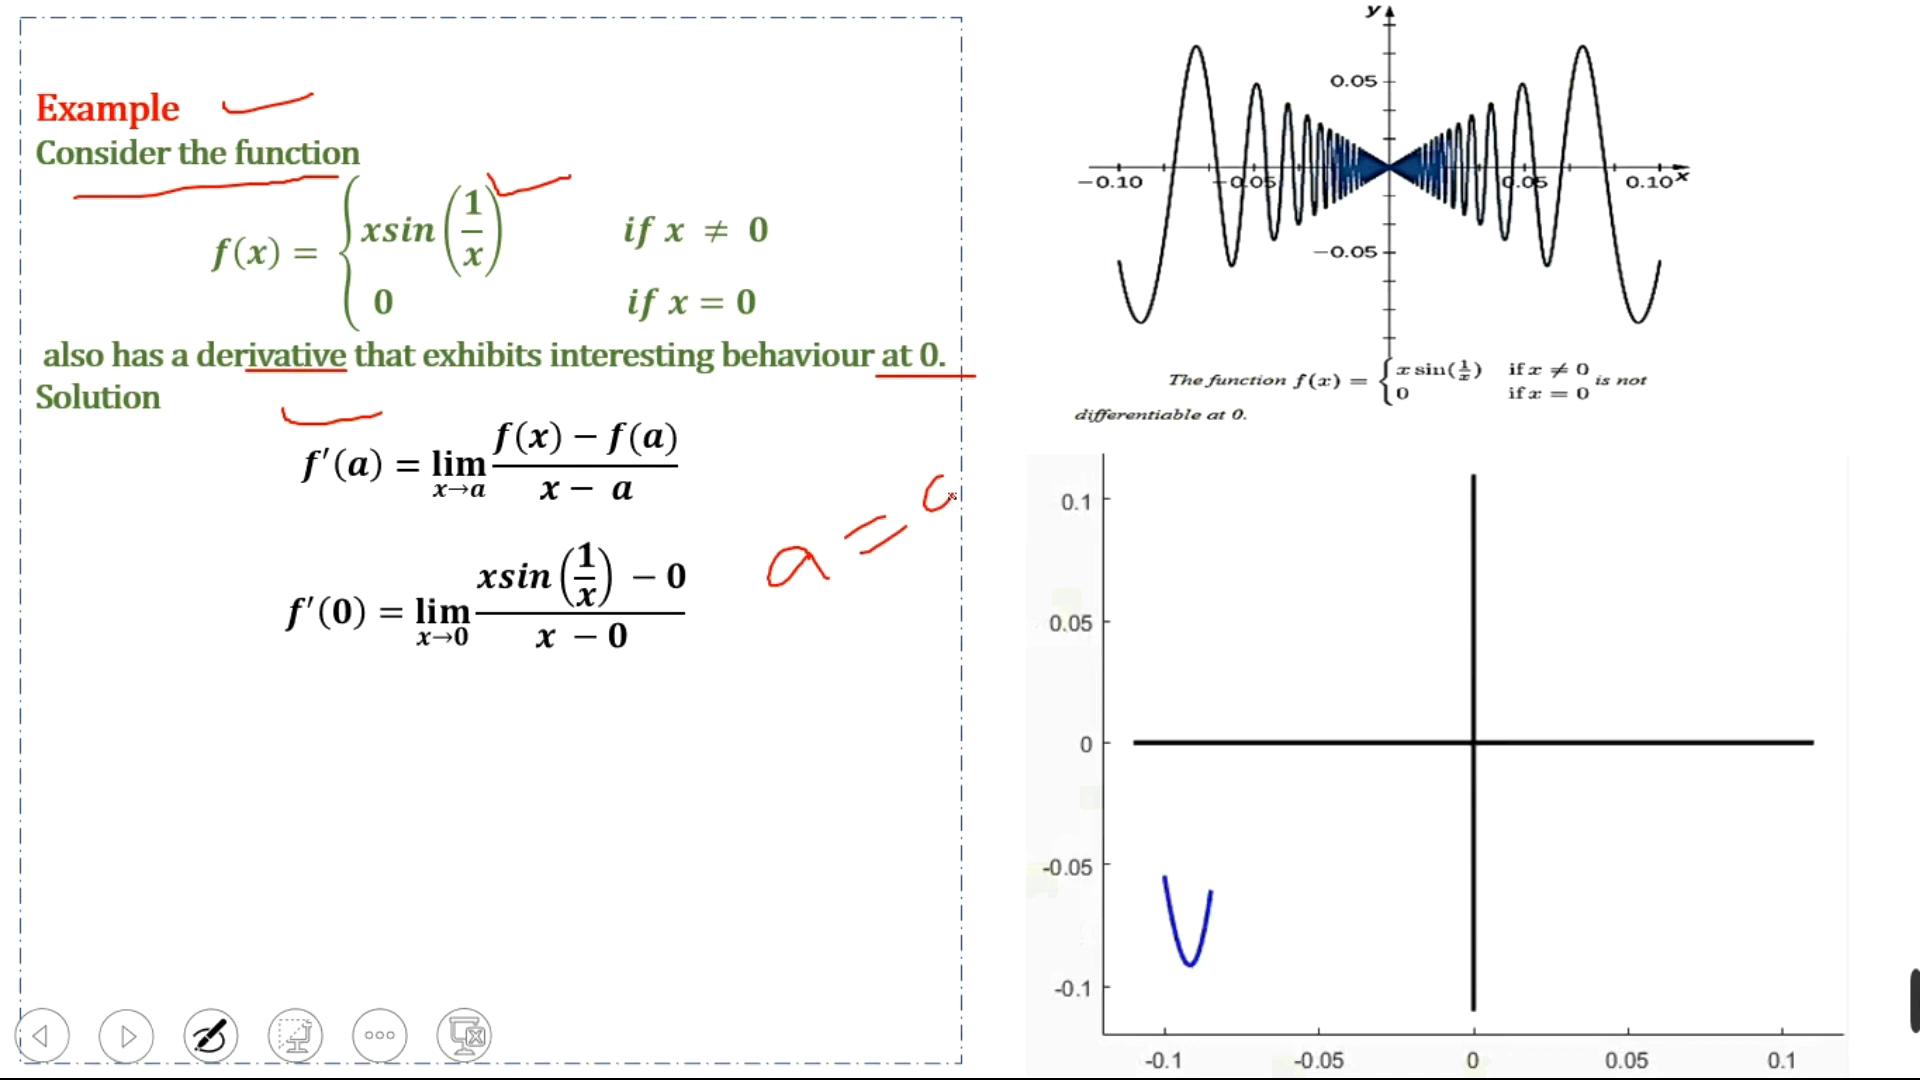 Example
Consider the function
f(x) = { xsin(1/x) if x ≠ 0
0 if x = 0
also has a derivative that exhibits interesting behaviour at 0.
Solution
f'(a) = lim x→a f(x) − f(a) / x − a
a =
f'(0) = lim x→0 xsin(1/x) − 0 / x − 0
y
0.05
−0.10 −0.05 0.05 0.10 x
−0.05
The function f(x) = { x sin(1/x) if x ≠ 0
0 if x = 0 is not
differentiable at 0.
0.1
0.05
0
-0.05
-0.1
-0.1 -0.05 0 0.05 0.1